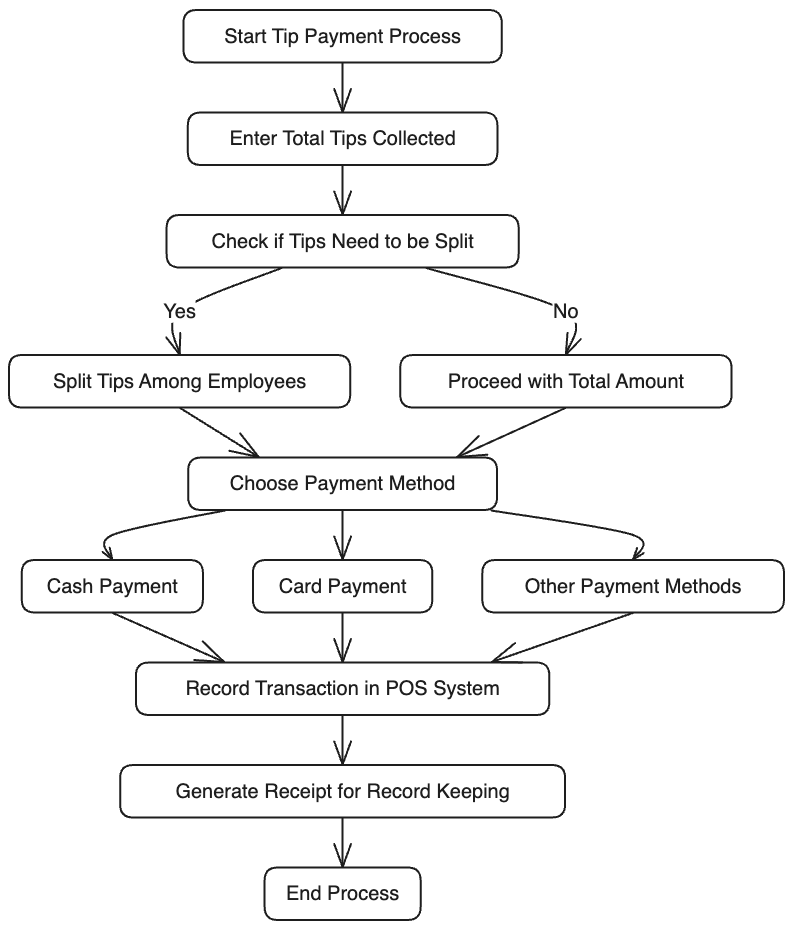 Start Tip Payment Process
Enter Total Tips Collected
Check if Tips Need to be Split
Yes
No
Split Tips Among Employees
Proceed with Total Amount
Choose Payment Method
Cash Payment
Card Payment
Other Payment Methods
Record Transaction in POS System
Generate Receipt for Record Keeping
End Process